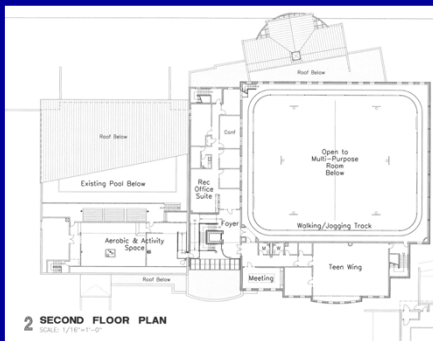 Roof Below
Roof Below
Conf
Open to
Multi-Purpose
Room
Below
Existing Pool Below
Rec
Office
Suite
Walking/Jogging Track
Foyer
Aerobic & Activity
Space
M
W
Teen Wing
Meeting
Roof Below
2 SECOND FLOOR PLAN
SCALE: 1/16"=1'-0"